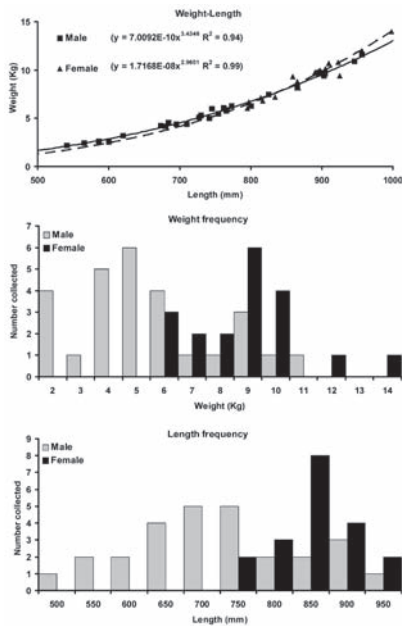 Weight-Length
Male (y = 7.0092E-10x^3.4248 R² = 0.94)
Female (y = 1.7168E-08x^2.9651 R² = 0.99)
15
10
5
0
Weight (Kg)
500 600 700 800 900 1000
Length (mm)
Weight frequency
Male
Female
7
6
5
4
3
2
1
0
Number collected
2 3 4 5 6 7 8 9 10 11 12 13 14
Weight (Kg)
Length frequency
Male
Female
9
8
7
6
5
4
3
2
1
0
Number collected
500 550 600 650 700 750 800 850 900 950
Length (mm)